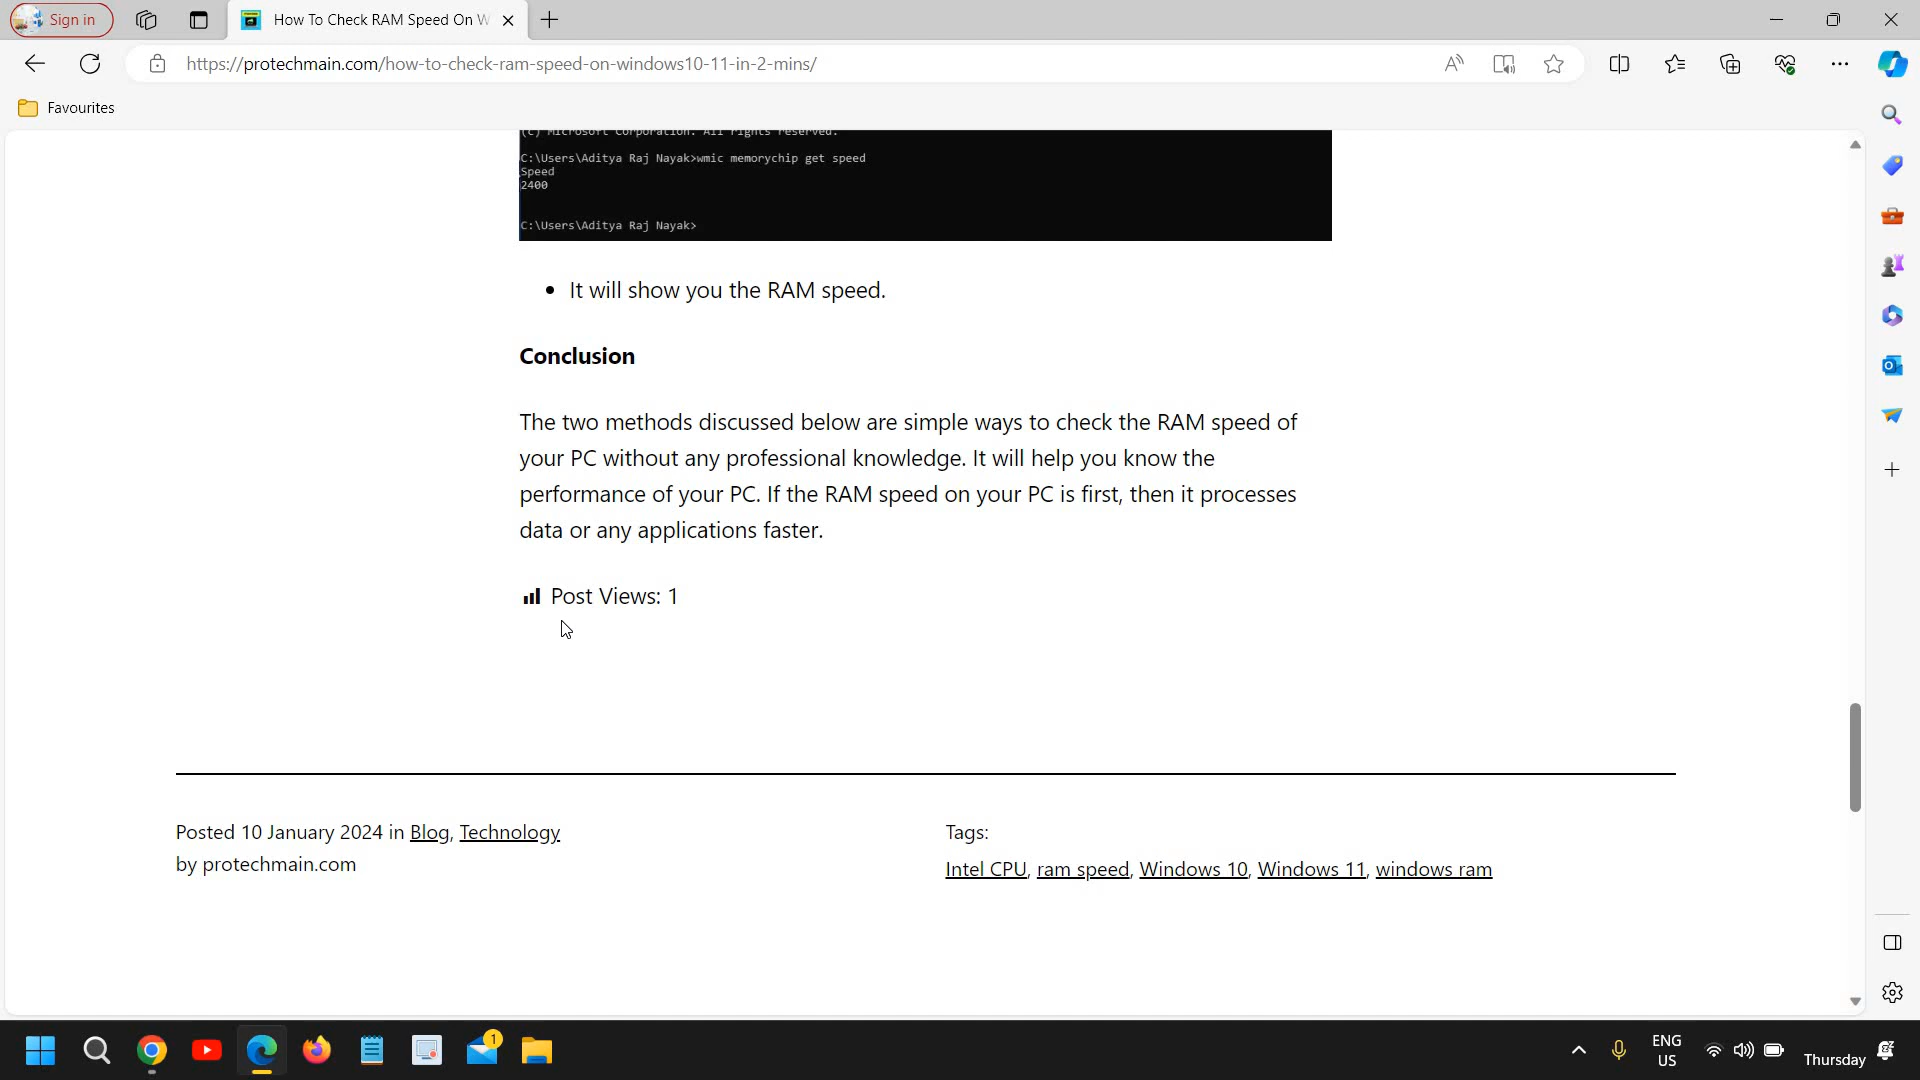 Sign in
How To Check RAM Speed On W
https://protechmain.com/how-to-check-ram-speed-on-windows10-11-in-2-mins/
Favourites
(c) Microsoft Corporation. All rights reserved.
C:\Users\Aditya Raj Nayak>wmic memorychip get speed
Speed
2400
C:\Users\Aditya Raj Nayak>
• It will show you the RAM speed.
Conclusion
The two methods discussed below are simple ways to check the RAM speed of
your PC without any professional knowledge. It will help you know the
performance of your PC. If the RAM speed on your PC is first, then it processes
data or any applications faster.
Post Views: 1
Posted 10 January 2024 in Blog, Technology
by protechmain.com
Tags:
Intel CPU, ram speed, Windows 10, Windows 11, windows ram
1
ENG
US
Thursday